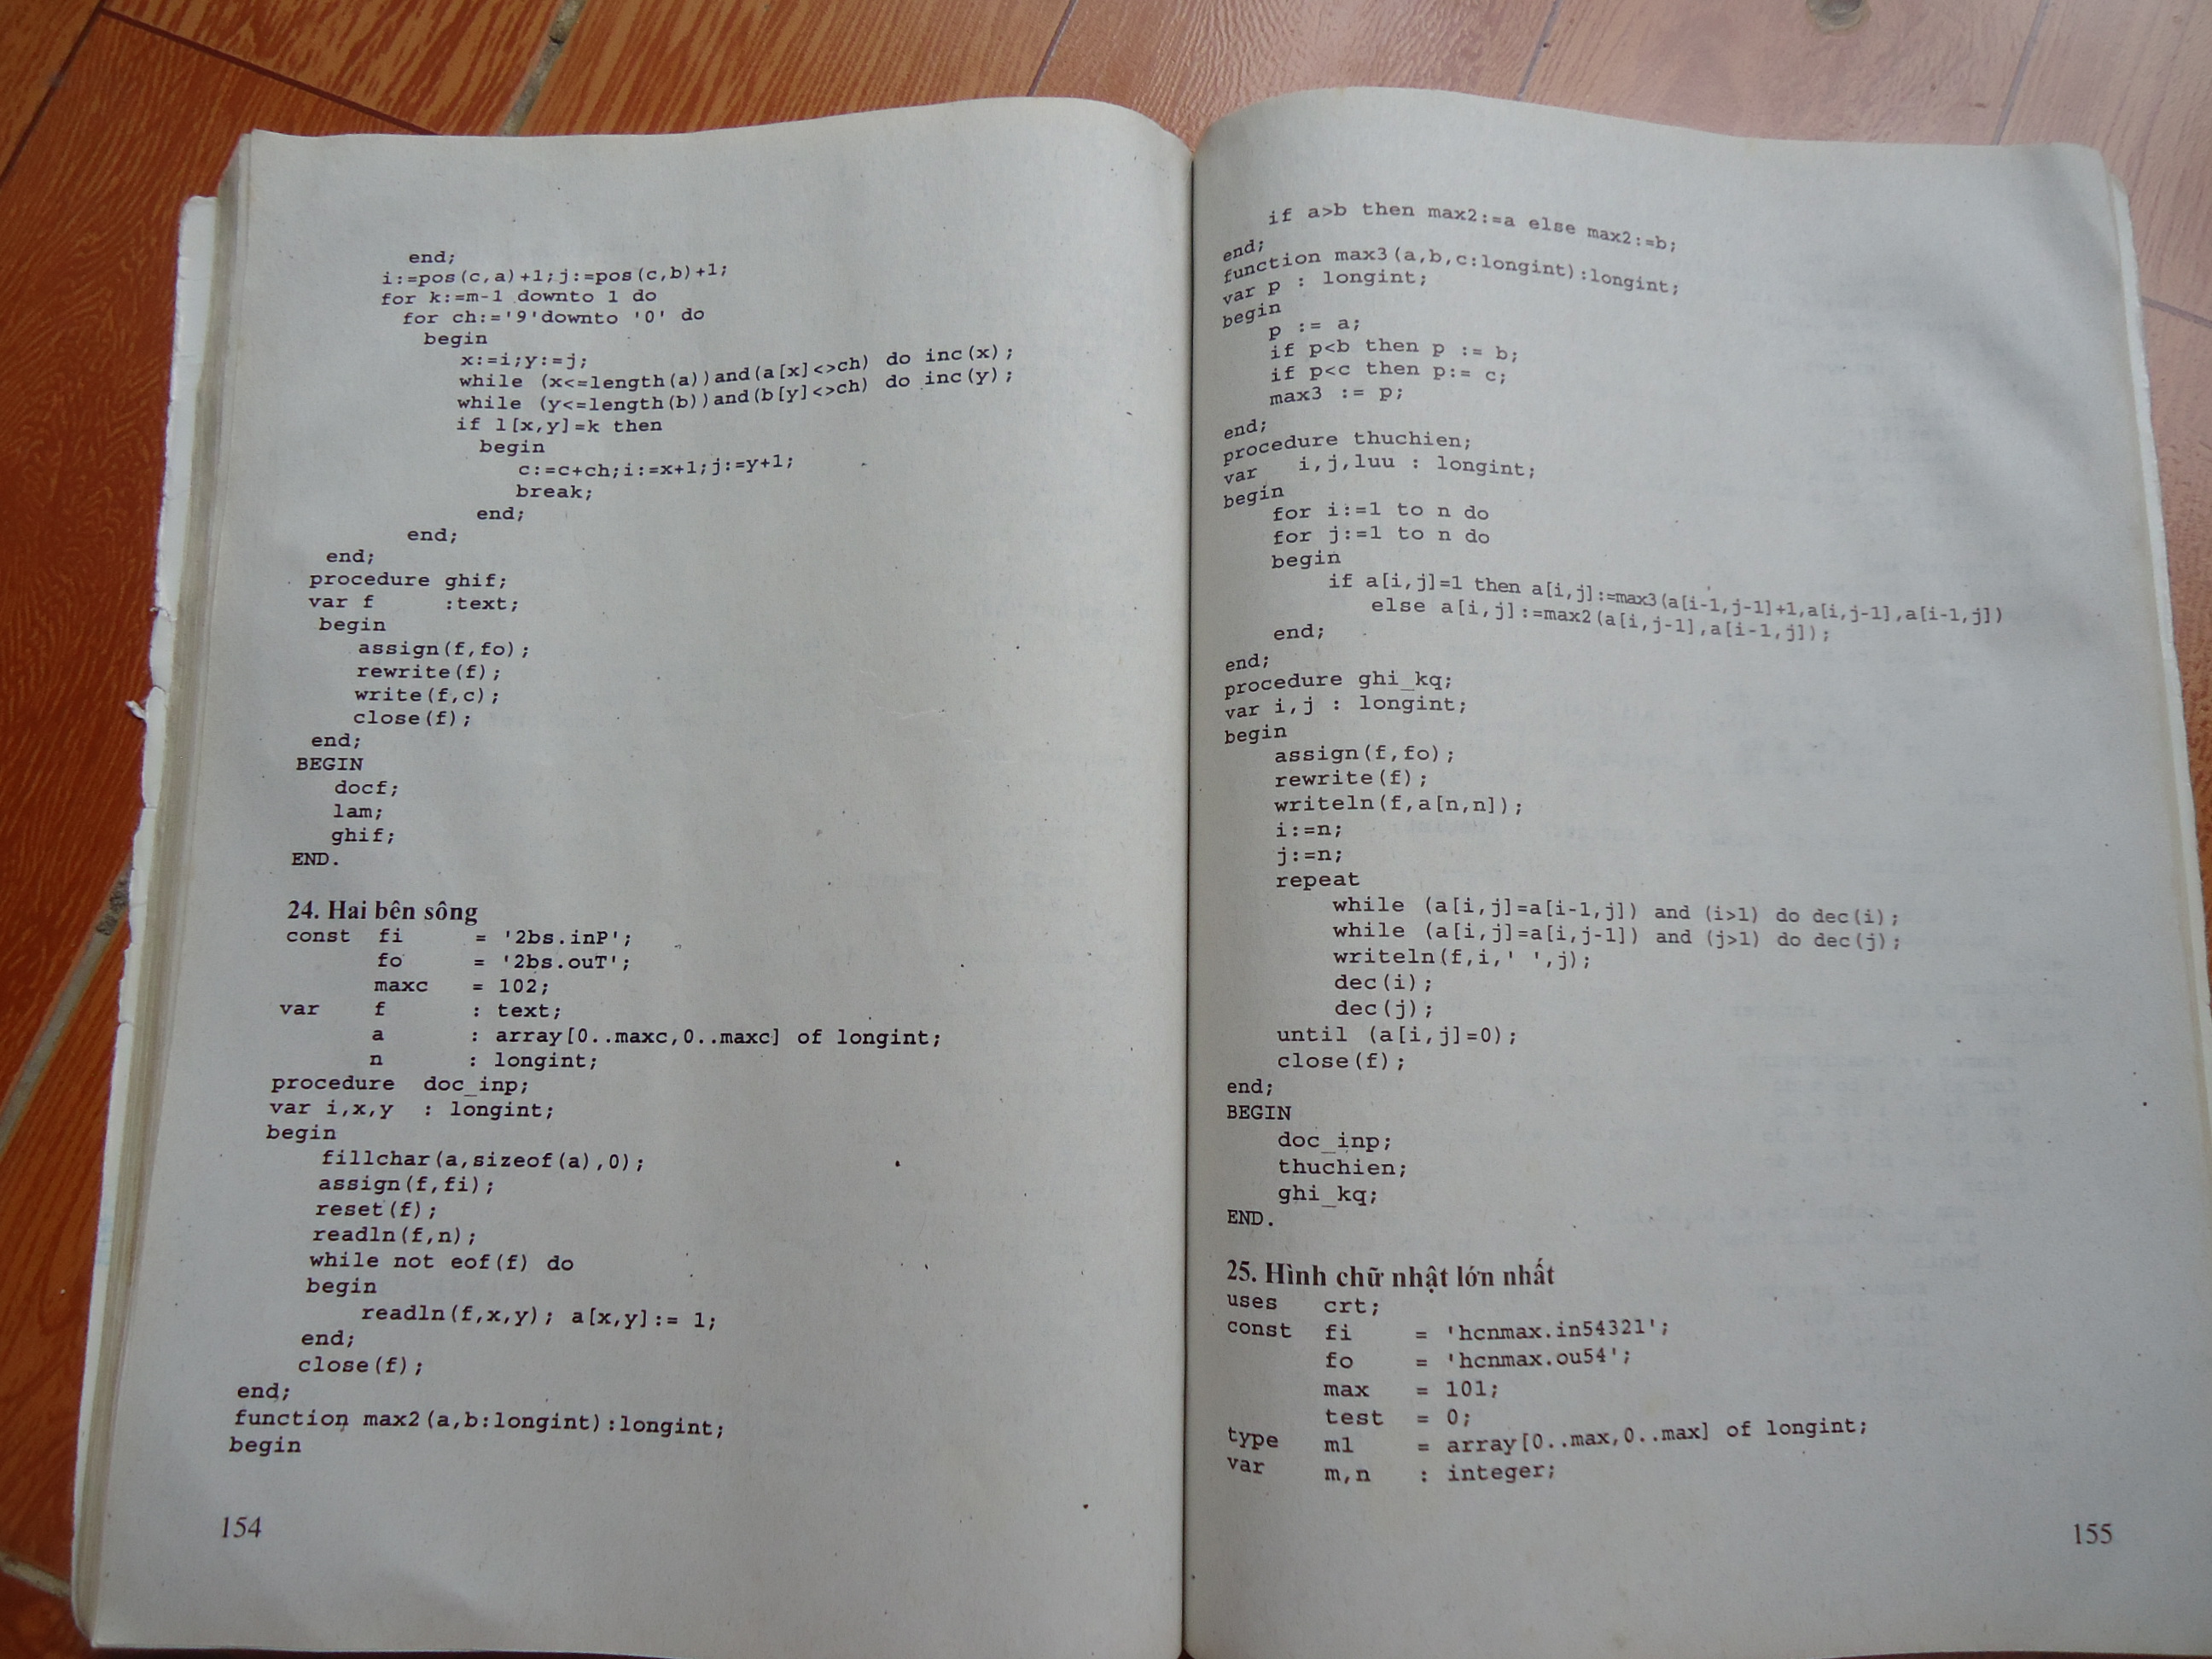 end;
i:=pos(c,a)+1;j:=pos(c,b)+1;
for k:=m-1 downto 1 do
for ch:='9'downto '0' do
begin
x:=i;y:=j;
while (x<=length(a))and(a[x]<>ch) do inc(x);
while (y<=length(b))and(b[y]<>ch) do inc(y);
if l[x,y]=k then
begin
c:=c+ch;i:=x+1;j:=y+1;
break;
end;
end;
end;
procedure ghif;
var f :text;
begin
assign(f,fo);
rewrite(f);
write(f,c);
close(f);
end;
BEGIN
docf;
lam;
ghif;
END.
24. Hai bên sông
const fi = '2bs.inP';
fo = '2bs.ouT';
maxc = 102;
var f : text;
a : array[0..maxc,0..maxc] of longint;
n : longint;
procedure doc_inp;
var i,x,y : longint;
begin
fillchar(a,sizeof(a),0);
assign(f,fi);
reset(f);
readln(f,n);
while not eof(f) do
begin
readln(f,x,y); a[x,y]:= 1;
end;
close(f);
end;
function max2(a,b:longint):longint;
begin
154
if a>b then max2:=a else max2:=b;
end;
function max3(a,b,c:longint):longint;
var p : longint;
begin
p := a;
if p<b then p := b;
if p<c then p:= c;
max3 := p;
end;
procedure thuchien;
var i,j,luu : longint;
begin
for i:=1 to n do
for j:=1 to n do
begin
if a[i,j]=1 then a[i,j]:=max3(a[i-1,j-1]+1,a[i,j-1],a[i-1,j])
else a[i,j]:=max2(a[i,j-1],a[i-1,j]);
end;
end;
procedure ghi_kq;
var i,j : longint;
begin
assign(f,fo);
rewrite(f);
writeln(f,a[n,n]);
i:=n;
j:=n;
repeat
while (a[i,j]=a[i-1,j]) and (i>1) do dec(i);
while (a[i,j]=a[i,j-1]) and (j>1) do dec(j);
writeln(f,i,' ',j);
dec(i);
dec(j);
until (a[i,j]=0);
close(f);
end;
BEGIN
doc_inp;
thuchien;
ghi_kq;
END.
25. Hình chữ nhật lớn nhất
uses crt;
const fi = 'hcnmax.in54321';
fo = 'hcnmax.ou54';
max = 101;
test = 0;
type m1 = array[0..max,0..max] of longint;
var m,n : integer;
155